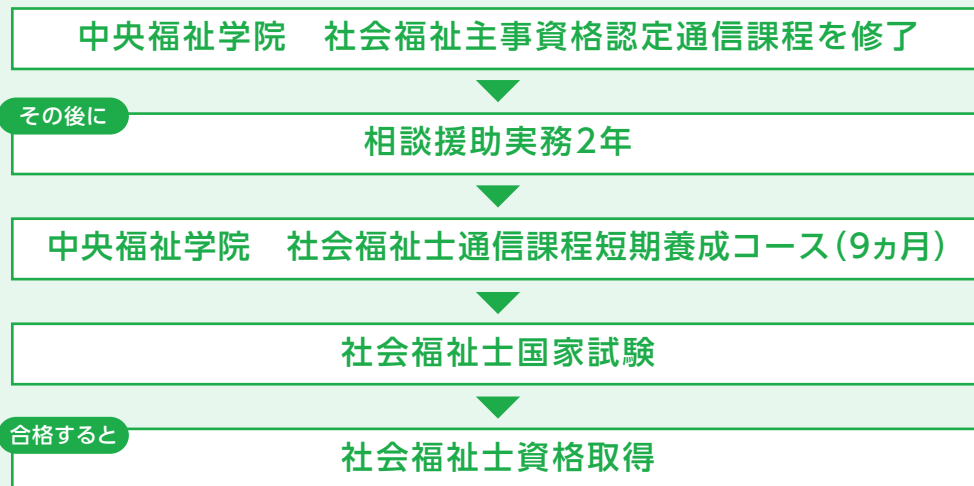 中央福祉学院　社会福祉主事資格認定通信課程を修了
その後に
相談援助実務2年
中央福祉学院　社会福祉士通信課程短期養成コース（9ヵ月）
社会福祉士国家試験
合格すると
社会福祉士資格取得